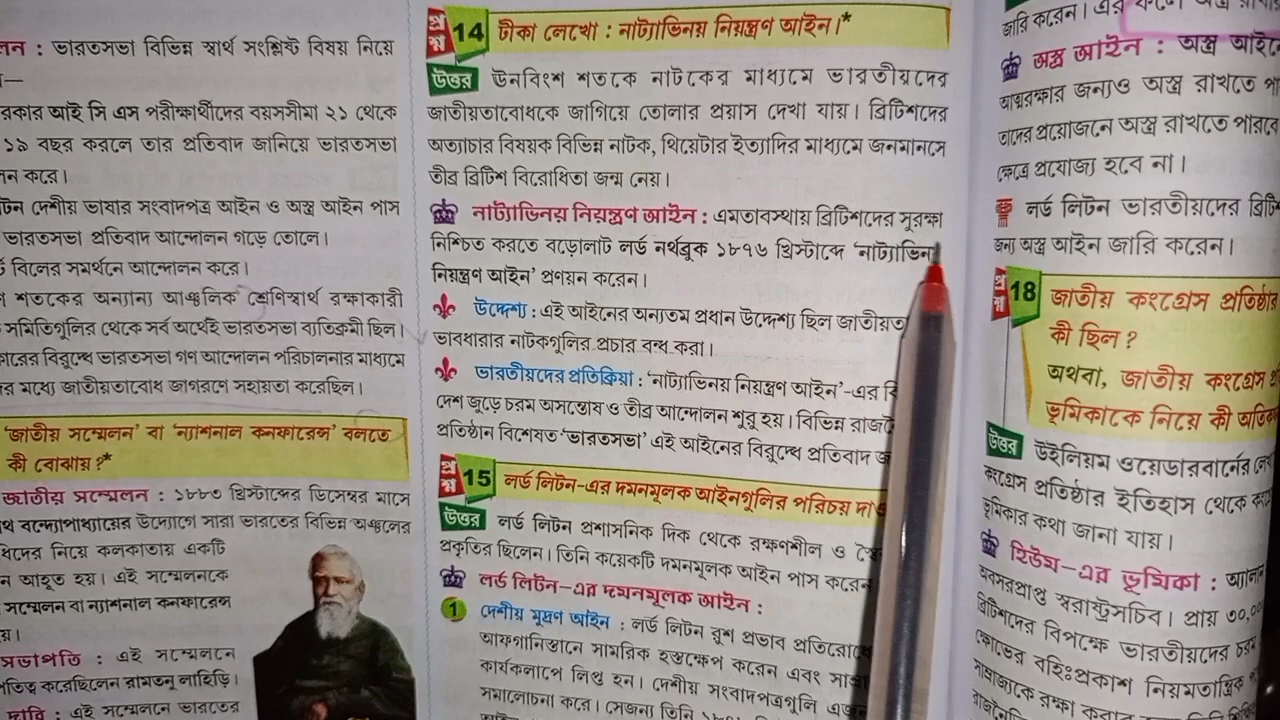 লন : ভারতসভা বিভিন্ন স্বার্থ সংশ্লিষ্ট বিষয় নিয়ে
রকার আই সি এস পরীক্ষার্থীদের বয়সসীমা ২১ থেকে
১৯ বছর করলে তার প্রতিবাদ জানিয়ে ভারতসভা
ন করে।
টন দেশীয় ভাষার সংবাদপত্র আইন ও অস্ত্র আইন পাস
ভারতসভা প্রতিবাদ আন্দোলন গড়ে তোলে।
বিলের সমর্থনে আন্দোলন করে।
শতকের অন্যান্য আঞ্চলিক শ্রেণিস্বার্থ রক্ষাকারী
সমিতিগুলির থেকে সর্ব অর্থেই ভারতসভা ব্যতিক্রমী ছিল।
কারের বিরুদ্ধে ভারতসভা গণ আন্দোলন পরিচালনার মাধ্যমে
র মধ্যে জাতীয়তাবোধ জাগরণে সহায়তা করেছিল।
'জাতীয় সম্মেলন' বা 'ন্যাশনাল কনফারেন্স' বলতে
কী বোঝায় ?*
জাতীয় সম্মেলন : ১৮৮৩ খ্রিস্টাব্দের ডিসেম্বর মাসে
থ বন্দ্যোপাধ্যায়ের উদ্যোগে সারা ভারতের বিভিন্ন অঞ্চলের
ধিদের নিয়ে কলকাতায় একটি
ন আহূত হয়। এই সম্মেলনকে
সম্মেলন বা ন্যাশনাল কনফারেন্স
য়।
সভাপতি : এই সম্মেলনে
পতিত্ব করেছিলেন রামতনু লাহিড়ি।
দাবি : এই সম্মেলনে ভারতের
প্রশ্ন 14 টীকা লেখো : নাট্যাভিনয় নিয়ন্ত্রণ আইন।*
উত্তর ঊনবিংশ শতকে নাটকের মাধ্যমে ভারতীয়দের
জাতীয়তাবোধকে জাগিয়ে তোলার প্রয়াস দেখা যায়। ব্রিটিশদের
অত্যাচার বিষয়ক বিভিন্ন নাটক, থিয়েটার ইত্যাদির মাধ্যমে জনমানসে
তীব্র ব্রিটিশ বিরোধিতা জন্ম নেয়।
নাট্যাভিনয় নিয়ন্ত্রণ আইন : এমতাবস্থায় ব্রিটিশদের সুরক্ষা
নিশ্চিত করতে বড়োলাট লর্ড নর্থব্রুক ১৮৭৬ খ্রিস্টাব্দে 'নাট্যাভিনয়
নিয়ন্ত্রণ আইন' প্রণয়ন করেন।
উদ্দেশ্য : এই আইনের অন্যতম প্রধান উদ্দেশ্য ছিল জাতীয়ত
ভাবধারার নাটকগুলির প্রচার বন্ধ করা।
ভারতীয়দের প্রতিক্রিয়া : 'নাট্যাভিনয় নিয়ন্ত্রণ আইন'-এর বি
দেশ জুড়ে চরম অসন্তোষ ও তীব্র আন্দোলন শুরু হয়। বিভিন্ন রাজনৈ
প্রতিষ্ঠান বিশেষত 'ভারতসভা' এই আইনের বিরুদ্ধে প্রতিবাদ জ
প্রশ্ন 15 লর্ড লিটন-এর দমনমূলক আইনগুলির পরিচয় দাও
উত্তর লর্ড লিটন প্রশাসনিক দিক থেকে রক্ষণশীল ও স্বৈ
প্রকৃতির ছিলেন। তিনি কয়েকটি দমনমূলক আইন পাস করেন
লর্ড লিটন-এর দমনমূলক আইন :
1 দেশীয় মুদ্রণ আইন : লর্ড লিটন রুশ প্রভাব প্রতিরোধে
আফগানিস্তানে সামরিক হস্তক্ষেপ করেন এবং সাম্রা
কার্যকলাপে লিপ্ত হন। দেশীয় সংবাদপত্রগুলি এজন
সমালোচনা করে। সেজন্য তিনি
জারি করেন। এর ফলে অস্ত্র
অস্ত্র আইন : অস্ত্র আইনে
আত্মরক্ষার জন্যও অস্ত্র রাখতে পা
তাদের প্রয়োজনে অস্ত্র রাখতে পারবে
ক্ষেত্রে প্রযোজ্য হবে না।
লর্ড লিটন ভারতীয়দের ব্রিটি
জন্য অস্ত্র আইন জারি করেন।
প্রশ্ন 18 জাতীয় কংগ্রেস প্রতিষ্ঠার
কী ছিল ?
অথবা, জাতীয় কংগ্রেস প্র
ভূমিকাকে নিয়ে কী অতিক
উত্তর উইলিয়ম ওয়েডারবার্নের লে
কংগ্রেস প্রতিষ্ঠার ইতিহাস থেকে
ভূমিকার কথা জানা যায়।
হিউম-এর ভূমিকা : অ্যালান
অবসরপ্রাপ্ত স্বরাষ্ট্রসচিব। প্রায় ৩০,০০
ব্রিটিশদের বিপক্ষে ভারতীয়দের চরম
ক্ষোভের বহিঃপ্রকাশ নিয়মতান্ত্রিক
সাম্রাজ্যকে রক্ষা করার